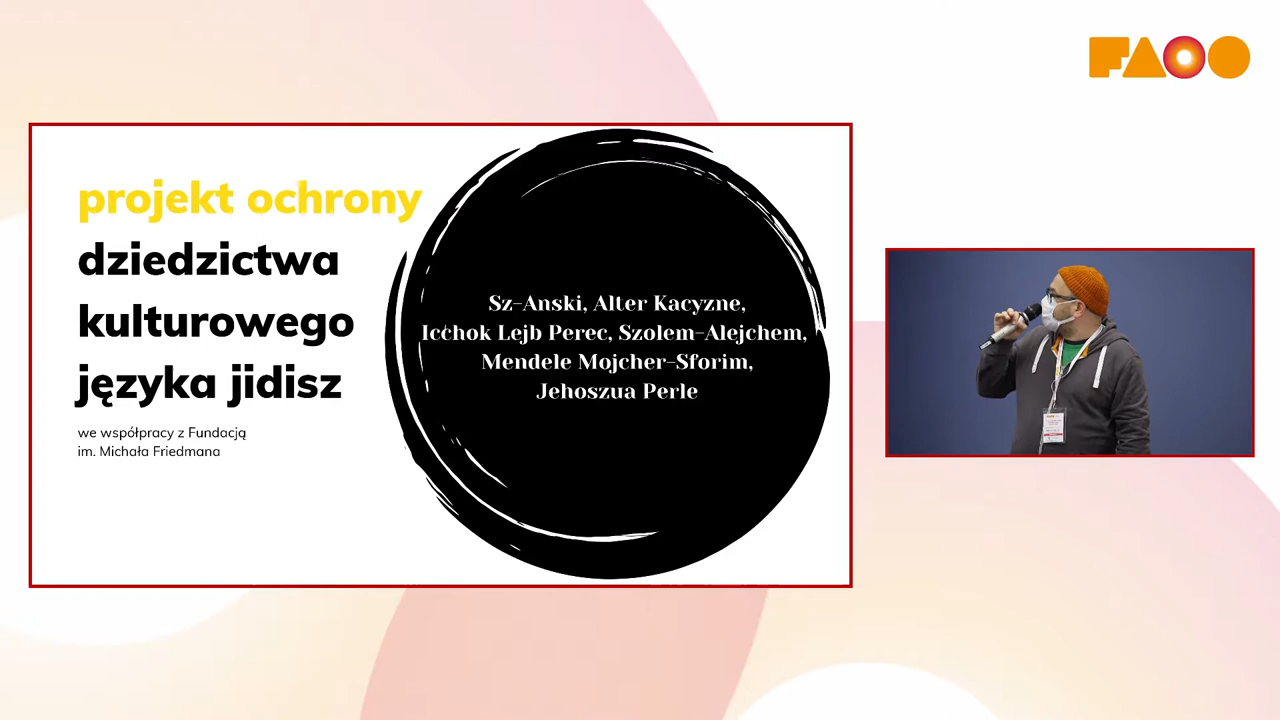 FAOO
projekt ochrony
dziedzictwa
kulturowego
języka jidisz
we współpracy z Fundacją
im. Michała Friedmana
Sz-Anski, Alter Kacyzne,
Icchok Lejb Perec, Szolem-Alejchem,
Mendele Mojcher-Sforim,
Jehoszua Perle